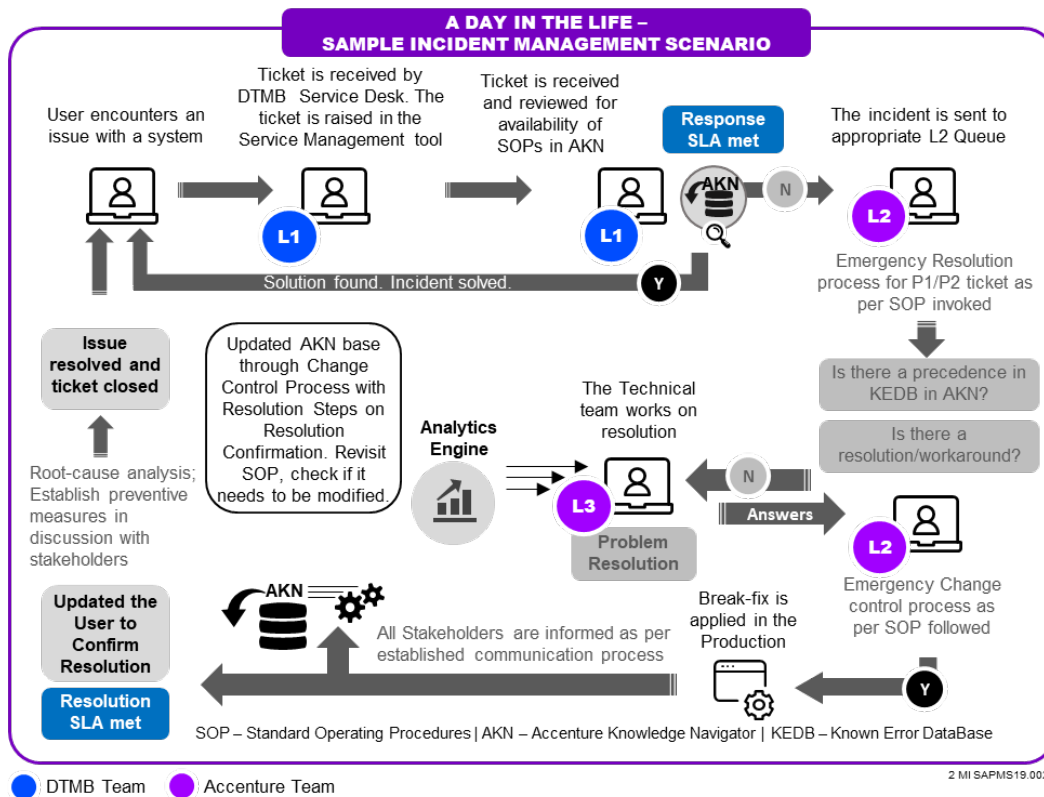 A DAY IN THE LIFE –
SAMPLE INCIDENT MANAGEMENT SCENARIO
User encounters an
issue with a system
Ticket is received by
DTMB Service Desk. The
ticket is raised in the
Service Management tool
Ticket is received
and reviewed for
availability of
SOPs in AKN
Response
SLA met
The incident is sent to
appropriate L2 Queue
L1
L1
AKN
N
L2
Solution found. Incident solved.
Y
Emergency Resolution
process for P1/P2 ticket as
per SOP invoked
Is there a precedence in
KEDB in AKN?
Is there a
resolution/workaround?
Issue
resolved and
ticket closed
Updated AKN base
through Change
Control Process with
Resolution Steps on
Resolution
Confirmation. Revisit
SOP, check if it
needs to be modified.
Analytics
Engine
The Technical
team works on
resolution
L3
Problem
Resolution
N
Answers
L2
Emergency Change
control process as
per SOP followed
Root-cause analysis;
Establish preventive
measures in
discussion with
stakeholders
Updated the
User to
Confirm
Resolution
Resolution
SLA met
AKN
All Stakeholders are informed as per
established communication process
Break-fix is
applied in the
Production
Y
SOP – Standard Operating Procedures | AKN – Accenture Knowledge Navigator | KEDB – Known Error DataBase
DTMB Team
Accenture Team
2 MI SAPMS19.002